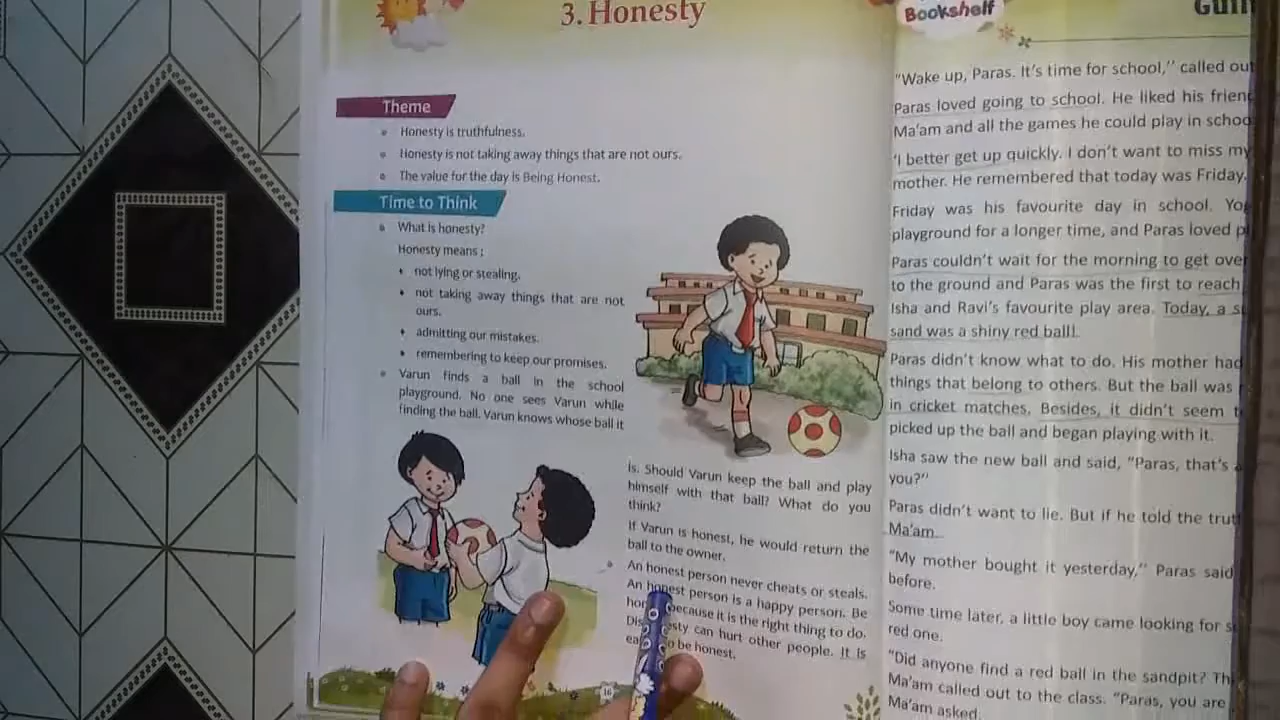 3. Honesty
Theme
Honesty is truthfulness.
Honesty is not taking away things that are not ours.
The value for the day is Being Honest.
Time to Think
What is honesty?
Honesty means :
not lying or stealing.
not taking away things that are not
ours.
admitting our mistakes.
remembering to keep our promises.
Varun finds a ball in the school
playground. No one sees Varun while
finding the ball. Varun knows whose ball it
is. Should Varun keep the ball and play
himself with that ball? What do you
think?
If Varun is honest, he would return the
ball to the owner.
An honest person never cheats or steals.
An honest person is a happy person. Be
because it is the right thing to do.
can hurt other people. It is
to be honest.
16
Bookshelf
"Wake up, Paras. It's time for school," called out
Paras loved going to school. He liked his
Ma'am and all the games he could play in
'I better get up quickly. I don't want to miss my
mother. He remembered that today was Friday.
Friday was his favourite day in school.
playground for a longer time, and Paras loved
Paras couldn't wait for the morning to get over
to the ground and Paras was the first to reach
Isha and Ravi's favourite play area. Today, a
sand was a shiny red ball!
Paras didn't know what to do. His mother had
things that belong to others. But the ball was
in cricket matches. Besides, it didn't seem
picked up the ball and began playing with it.
Isha saw the new ball and said, "Paras, that's
you?"
Paras didn't want to lie. But if he told the
Ma'am.
"My mother bought it yesterday," Paras said
before.
Some time later, a little boy came looking for
red one.
"Did anyone find a red ball in the sandpit?
Ma'am called out to the class. "Paras, you are
Ma'am asked.